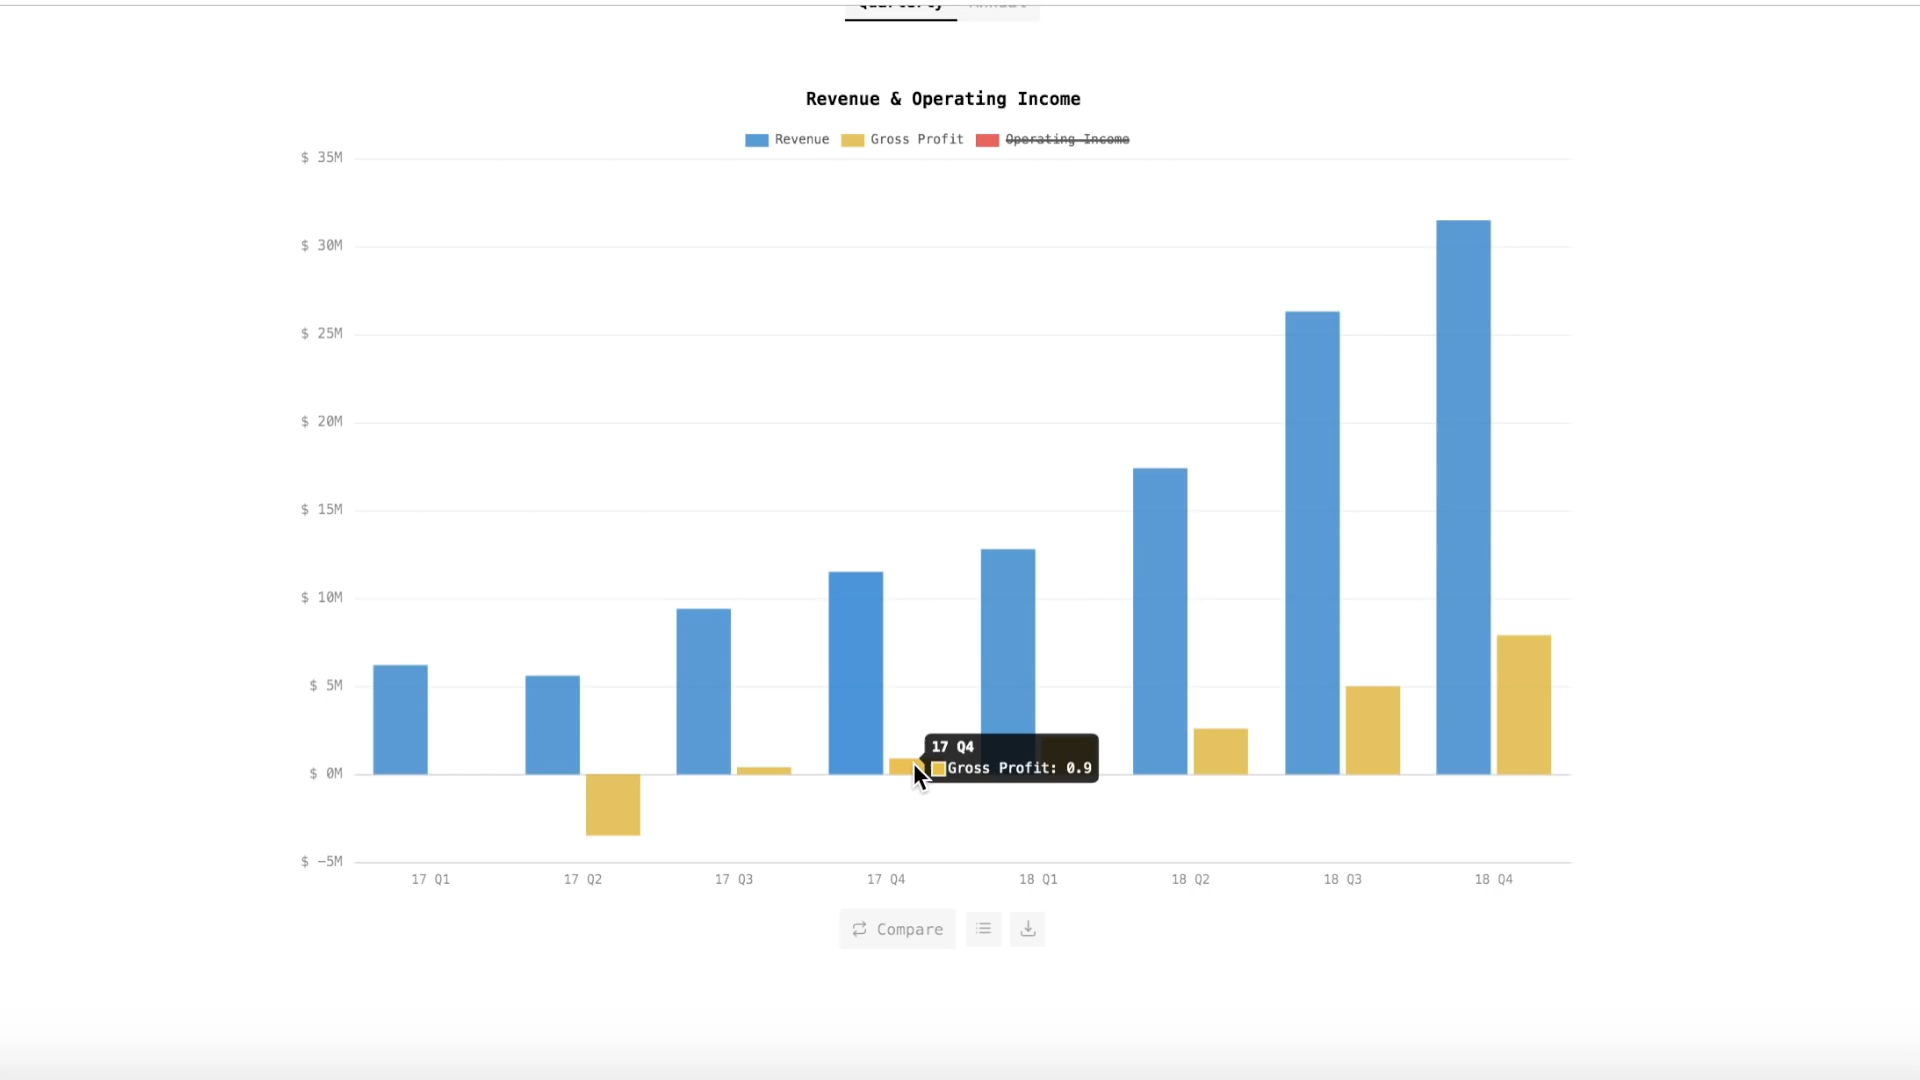 Quarterly Annual
Revenue & Operating Income
Revenue Gross Profit Operating Income
$ 35M
$ 30M
$ 25M
$ 20M
$ 15M
$ 10M
$ 5M
$ 0M
$ −5M
17 Q4
Gross Profit: 0.9
17 Q1 17 Q2 17 Q3 17 Q4 18 Q1 18 Q2 18 Q3 18 Q4
Compare